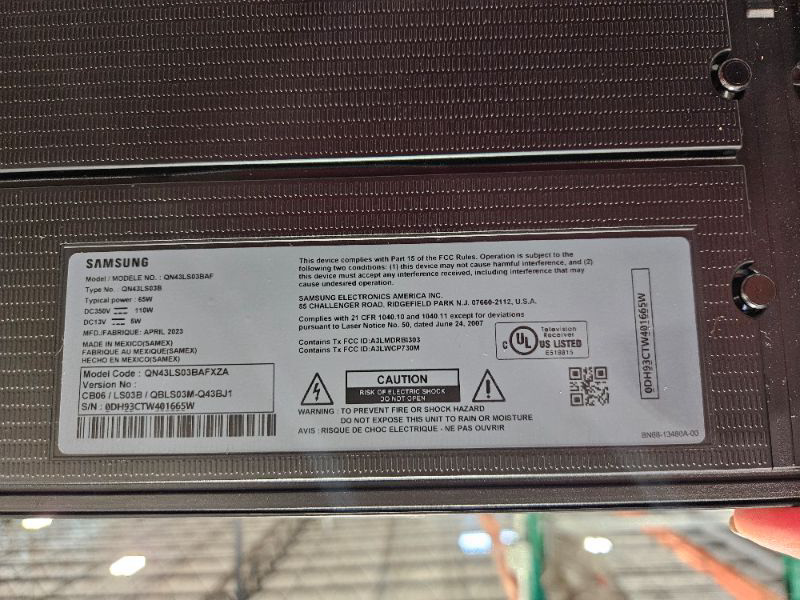 SAMSUNG
Model / MODELE NO. : QN43LS03BAF
Type No. : QN43LS03B
Typical power : 65W
DC350V 110W
DC13V 6W
MFD./FABRIQUE: APRIL 2023
MADE IN MEXICO(SAMEX)
FABRIQUE AU MEXIQUE(SAMEX)
HECHO EN MEXICO(SAMEX)
Model Code : QN43LS03BAFXZA
Version No :
CB06 / LS03B / QBLS03M-Q43BJ1
S/N : 0DH93CTW401665W
This device complies with Part 15 of the FCC Rules. Operation is subject to the
following two conditions: (1) this device may not cause harmful interference, and (2)
this device must accept any interference received, including interference that may
cause undesired operation.
SAMSUNG ELECTRONICS AMERICA INC.
85 CHALLENGER ROAD, RIDGEFIELD PARK N.J. 07660-2112, U.S.A.
Complies with 21 CFR 1040.10 and 1040.11 except for deviations
pursuant to Laser Notice No. 50, dated June 24, 2007
Contains Tx FCC ID: A3LMDRBI303
Contains Tx FCC ID: A3LWCP730M
C UL US LISTED
Television
Receiver
E519815
CAUTION
RISK OF ELECTRIC SHOCK
DO NOT OPEN
WARNING : TO PREVENT FIRE OR SHOCK HAZARD
DO NOT EXPOSE THIS UNIT TO RAIN OR MOISTURE
AVIS : RISQUE DE CHOC ELECTRIQUE - NE PAS OUVRIR
0DH93CTW401665W
BN68-13480A-00